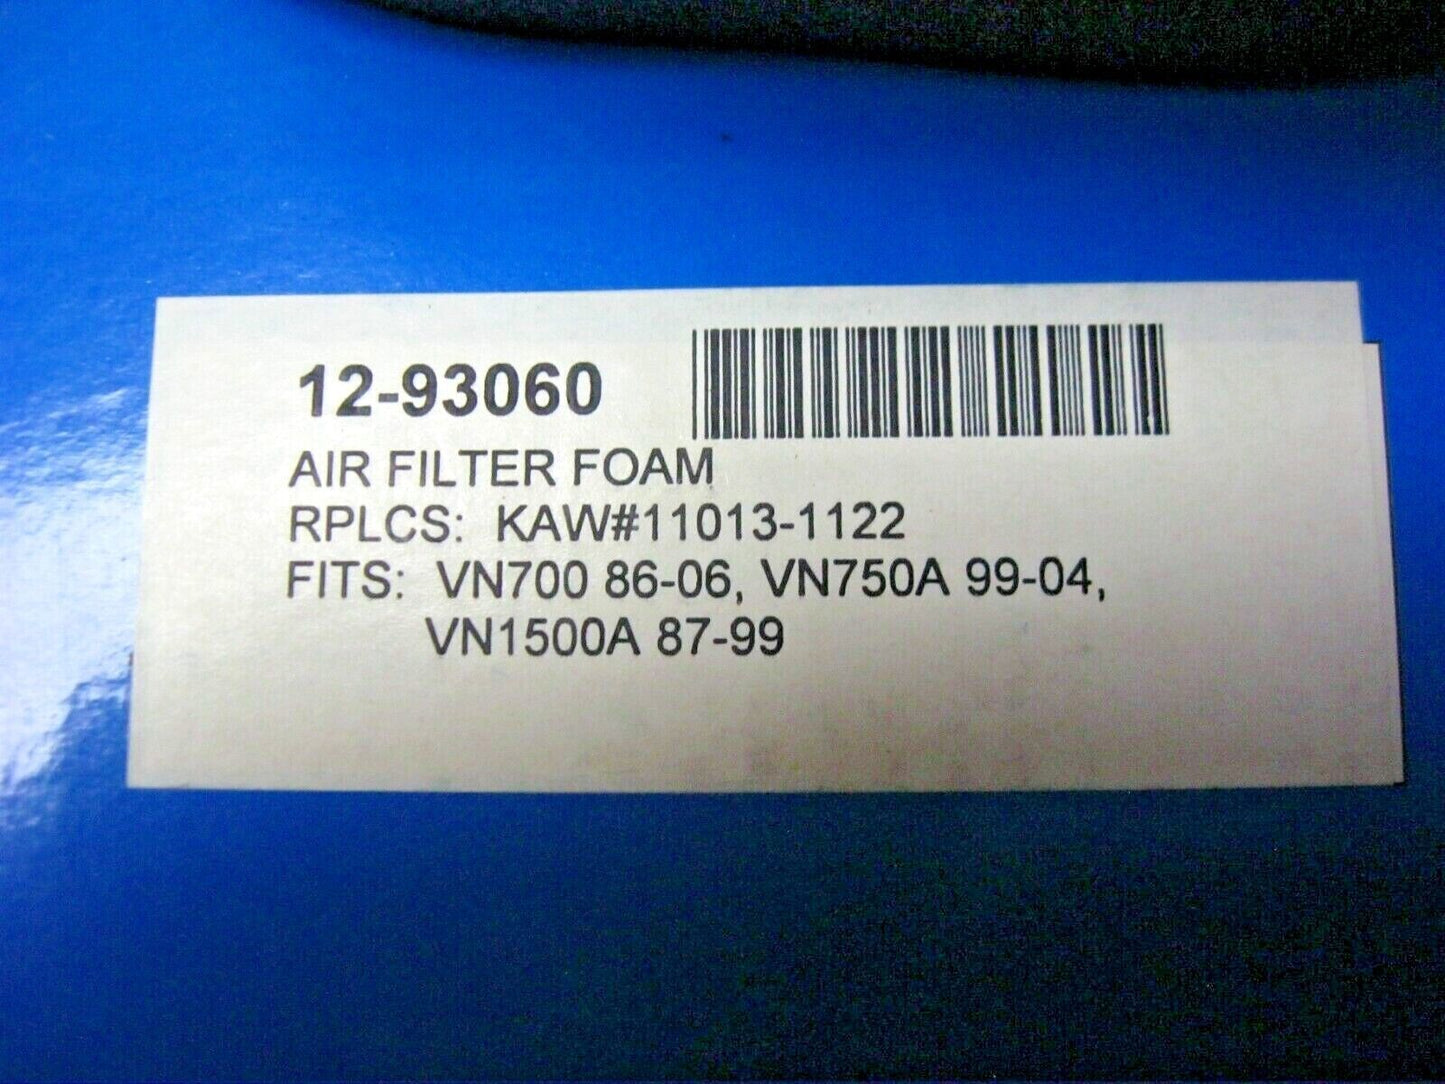 12-93060
AIR FILTER FOAM
RPLCS: KAW#11013-1122
FITS: VN700 86-06, VN750A 99-04,
VN1500A 87-99